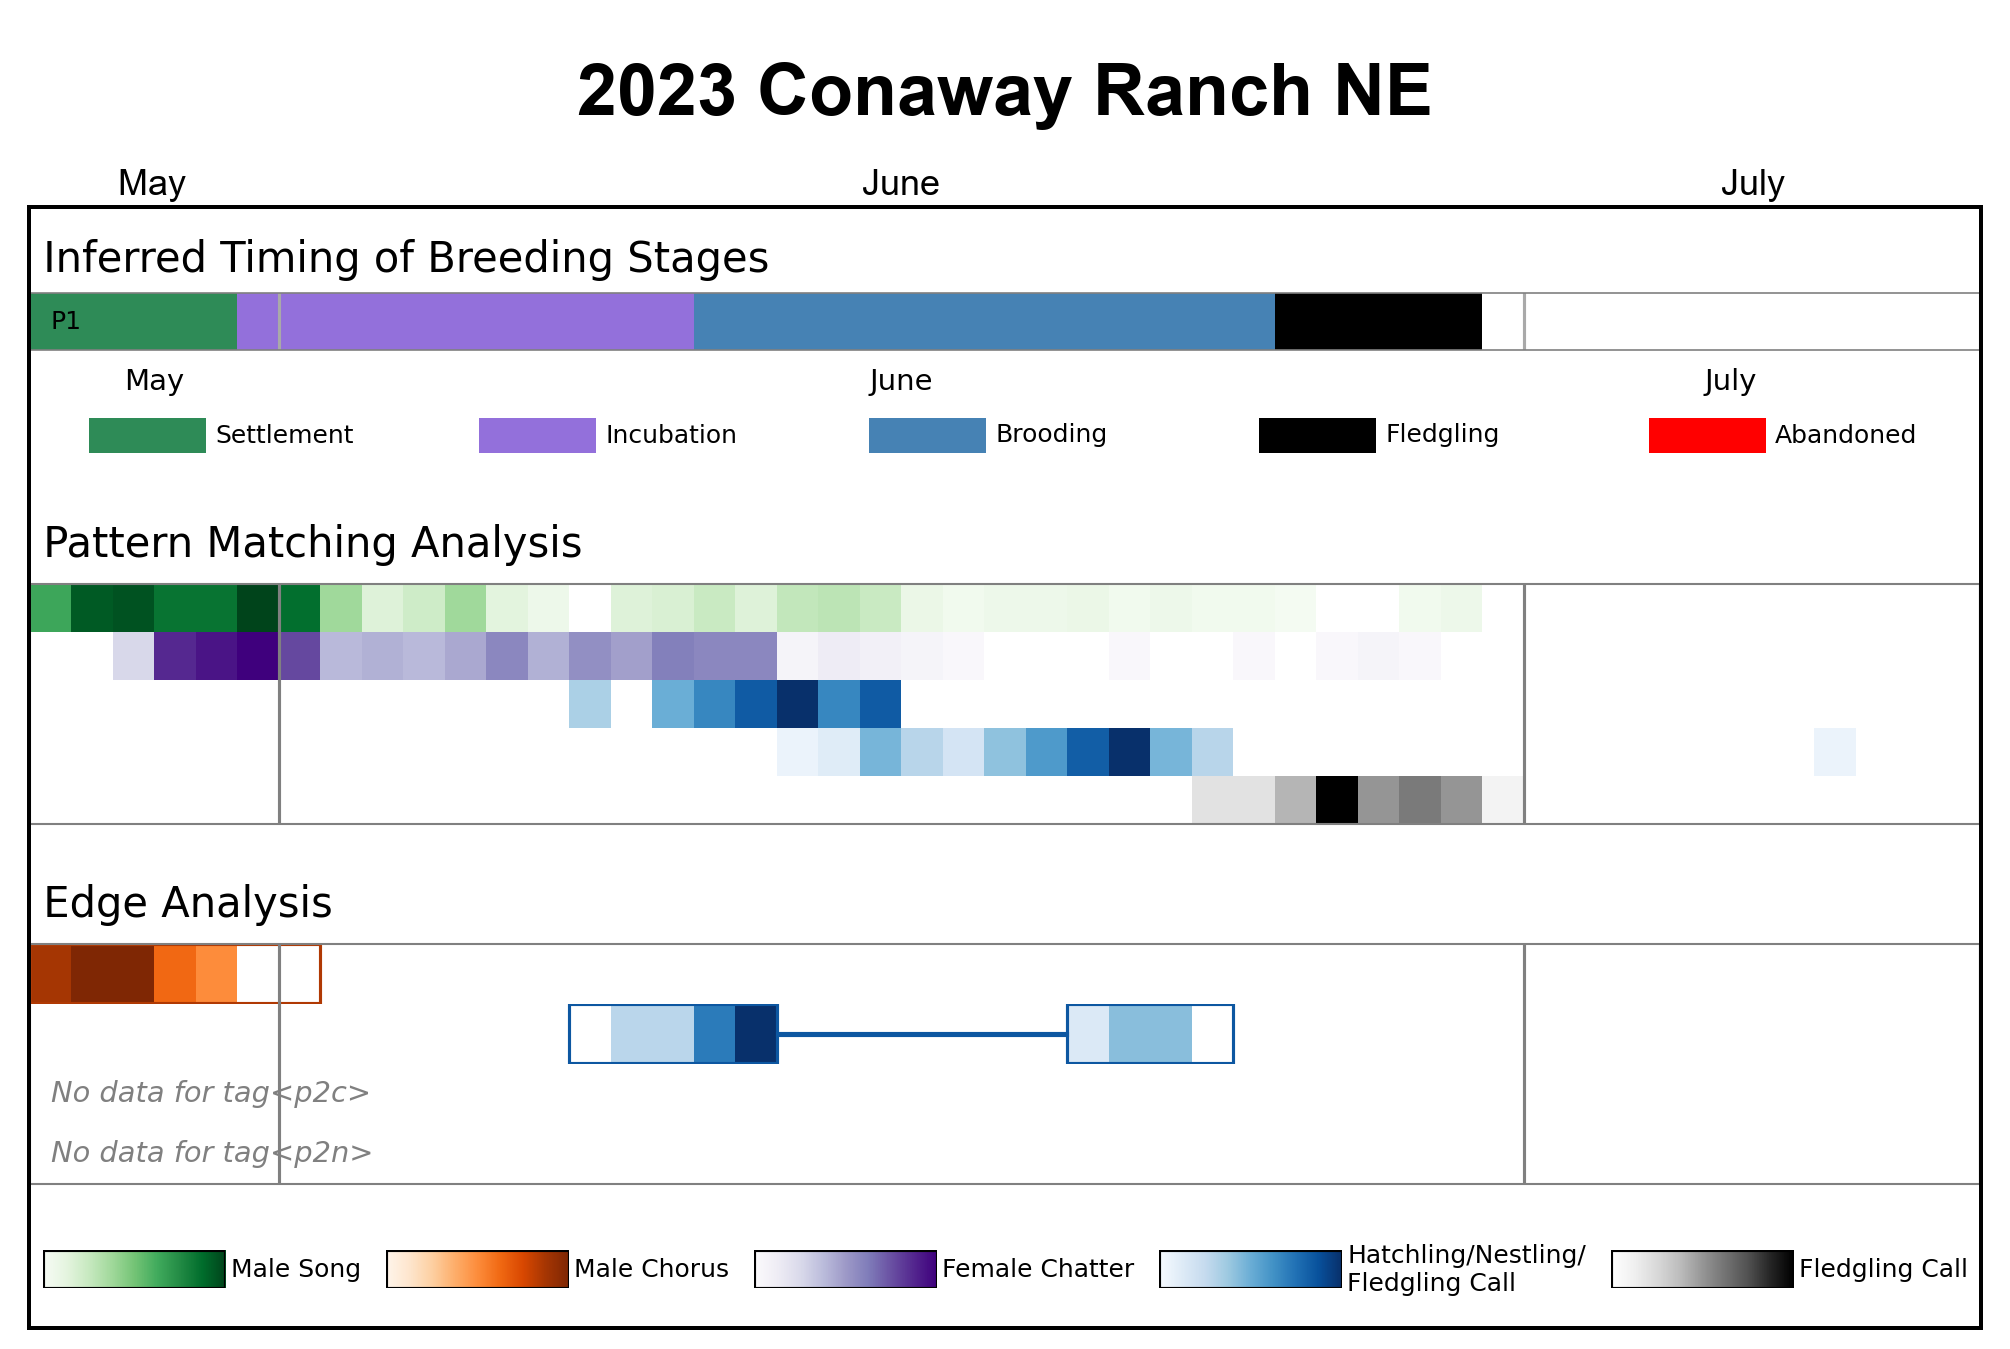 2023 Conaway Ranch NE
May June July
Inferred Timing of Breeding Stages
P1
May June July
Settlement Incubation Brooding Fledgling Abandoned
Pattern Matching Analysis
Edge Analysis
No data for tag<p2c>
No data for tag<p2n>
Male Song Male Chorus Female Chatter Hatchling/Nestling/
Fledgling Call Fledgling Call